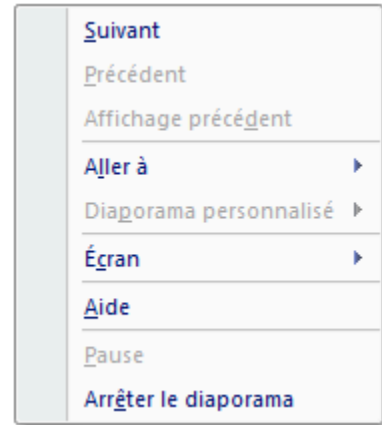 Suivant
Précédent
Affichage précédent
Aller à
Diaporama personnalisé
Écran
Aide
Pause
Arrêter le diaporama